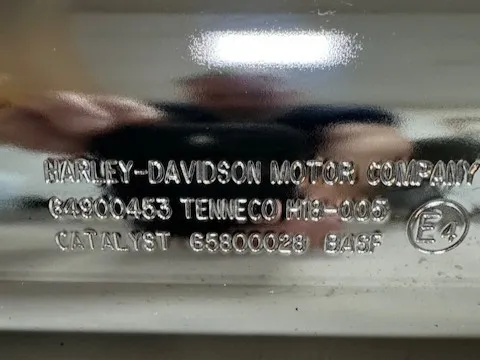 HARLEY-DAVIDSON MOTOR COMPANY
64900453 TENNECO H18-005
CATALYST 65800028 BASF
E4